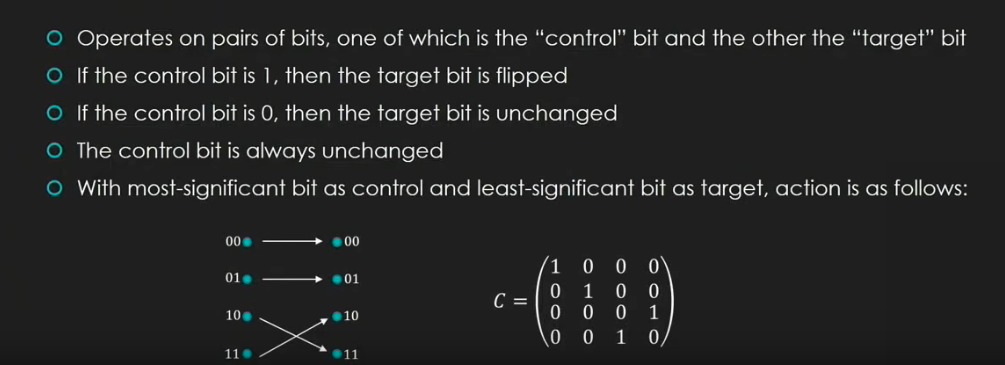 Operates on pairs of bits, one of which is the “control” bit and the other the “target” bit
If the control bit is 1, then the target bit is flipped
If the control bit is 0, then the target bit is unchanged
The control bit is always unchanged
With most-significant bit as control and least-significant bit as target, action is as follows:
00 00
01 01
10 10
11 11
C =
1 0 0 0
0 1 0 0
0 0 0 1
0 0 1 0